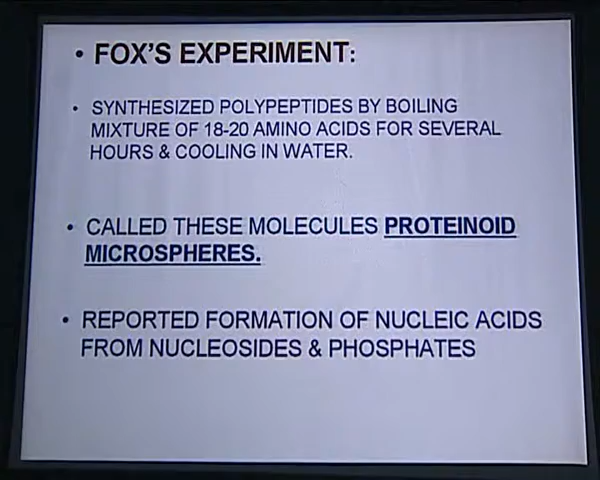 • FOX'S EXPERIMENT:
• SYNTHESIZED POLYPEPTIDES BY BOILING
MIXTURE OF 18-20 AMINO ACIDS FOR SEVERAL
HOURS & COOLING IN WATER.
• CALLED THESE MOLECULES PROTEINOID
MICROSPHERES.
• REPORTED FORMATION OF NUCLEIC ACIDS
FROM NUCLEOSIDES & PHOSPHATES